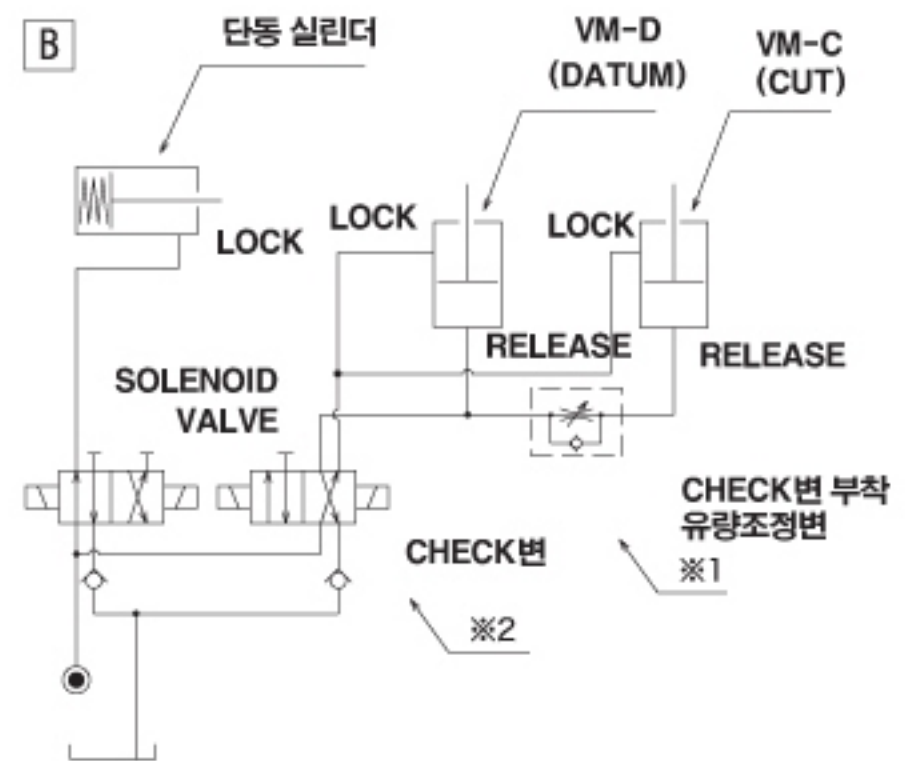 B
단동 실린더
VM-D
(DATUM)
VM-C
(CUT)
LOCK
LOCK
LOCK
RELEASE
RELEASE
SOLENOID
VALVE
CHECK변
※2
CHECK변 부착
유량조정변
※1